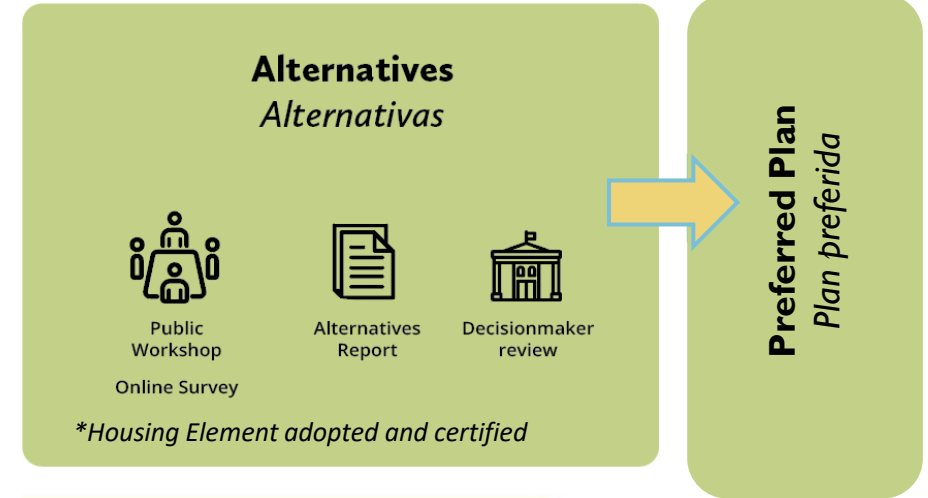 Alternatives
Alternativas
Public
Workshop
Online Survey
Alternatives
Report
Decisionmaker
review
*Housing Element adopted and certified
Preferred Plan
Plan preferida